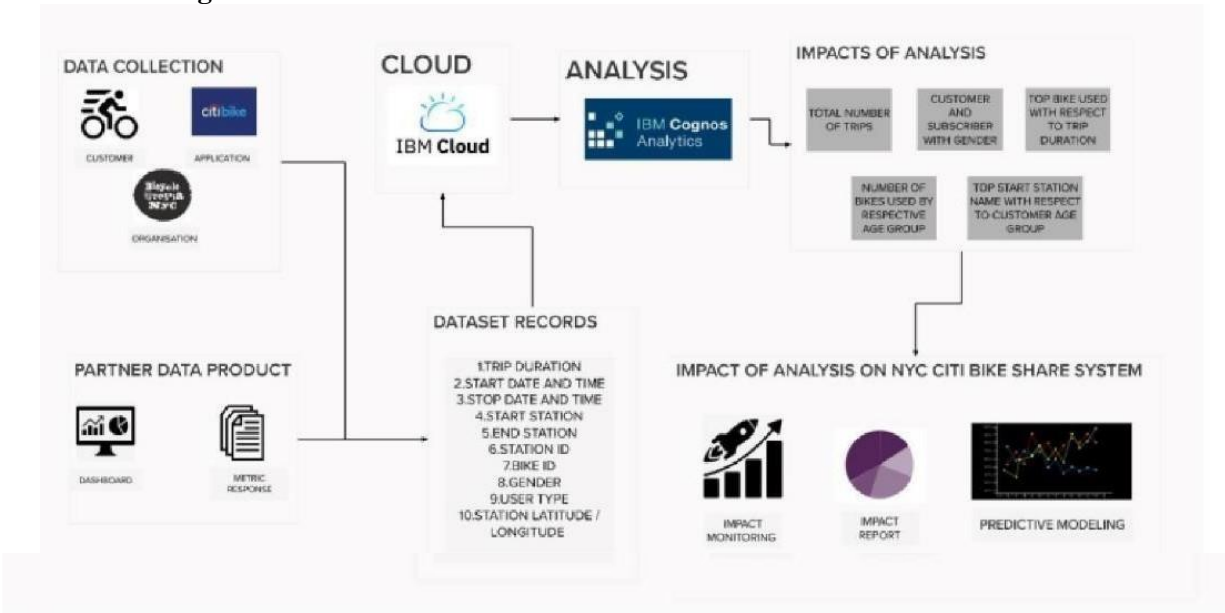 DATA COLLECTION
citibike
CUSTOMER
APPLICATION
Bicycle
Utopia
NYC
ORGANISATION
CLOUD
IBM Cloud
ANALYSIS
IBM Cognos
Analytics
IMPACTS OF ANALYSIS
TOTAL NUMBER
OF TRIPS
CUSTOMER
AND
SUBSCRIBER
WITH GENDER
TOP BIKE USED
WITH RESPECT
TO TRIP
DURATION
NUMBER OF
BIKES USED BY
RESPECTIVE
AGE GROUP
TOP START STATION
NAME WITH RESPECT
TO CUSTOMER AGE
GROUP
PARTNER DATA PRODUCT
DASHBOARD
METRIC
RESPONSE
DATASET RECORDS
1.TRIP DURATION
2.START DATE AND TIME
3.STOP DATE AND TIME
4.START STATION
5.END STATION
6.STATION ID
7.BIKE ID
8.GENDER
9.USER TYPE
10.STATION LATITUDE /
LONGITUDE
IMPACT OF ANALYSIS ON NYC CITI BIKE SHARE SYSTEM
IMPACT
MONITORING
IMPACT
REPORT
PREDICTIVE MODELING